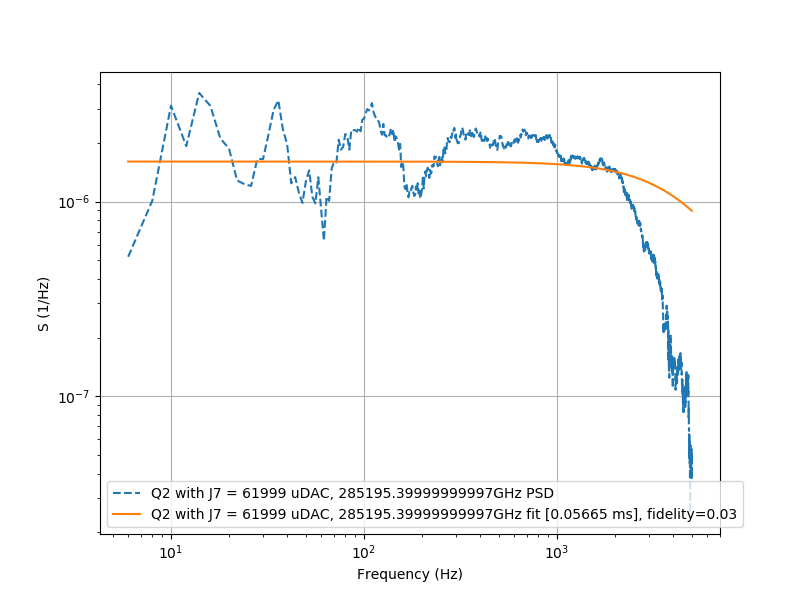 10⁻⁶
10⁻⁷
S (1/Hz)
Q2 with J7 = 61999 uDAC, 285195.39999999997GHz PSD
Q2 with J7 = 61999 uDAC, 285195.39999999997GHz fit [0.05665 ms], fidelity=0.03
10¹ 10² 10³
Frequency (Hz)